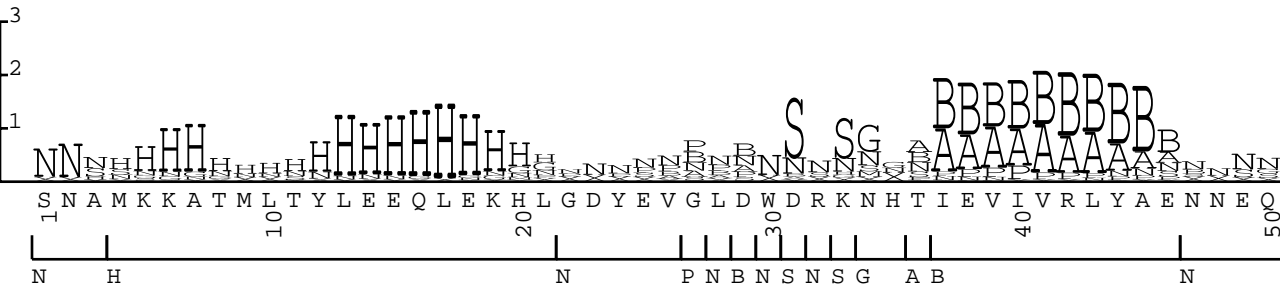 3
2
1
N N N H H H H H H H H H H H H H H H H H H N N N N P N B N S N S G A B B B B B B B B B B N N N N
A A A A A A A A A A
S N A M K K A T M L T Y L E E Q L E K H L G D Y E V G L D W D R K N H T I E V I V R L Y A E N N E Q
1 10 20 30 40 50
N H N P N B N S N S G A B N